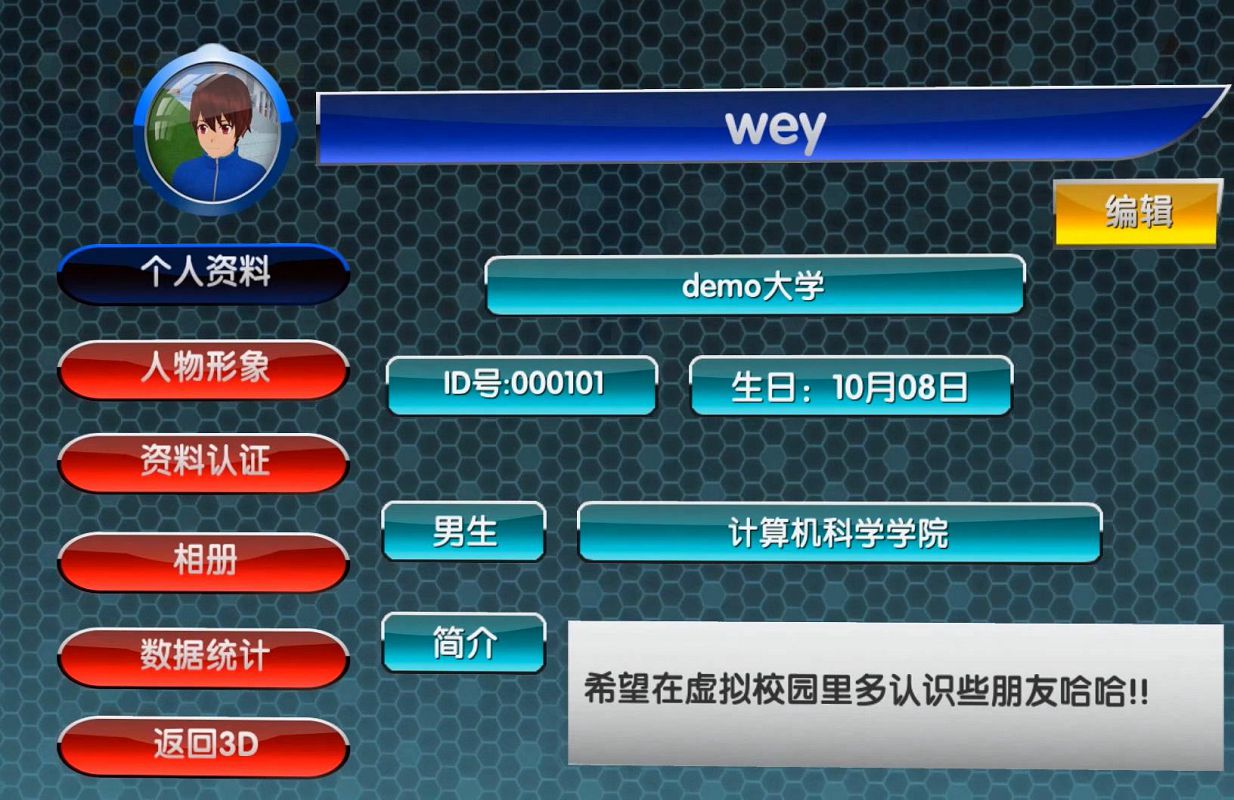 wey
编辑
个人资料
demo大学
人物形象
ID号:000101
生日：10月08日
资料认证
男生
计算机科学学院
相册
简介
数据统计
希望在虚拟校园里多认识些朋友哈哈!!
返回3D